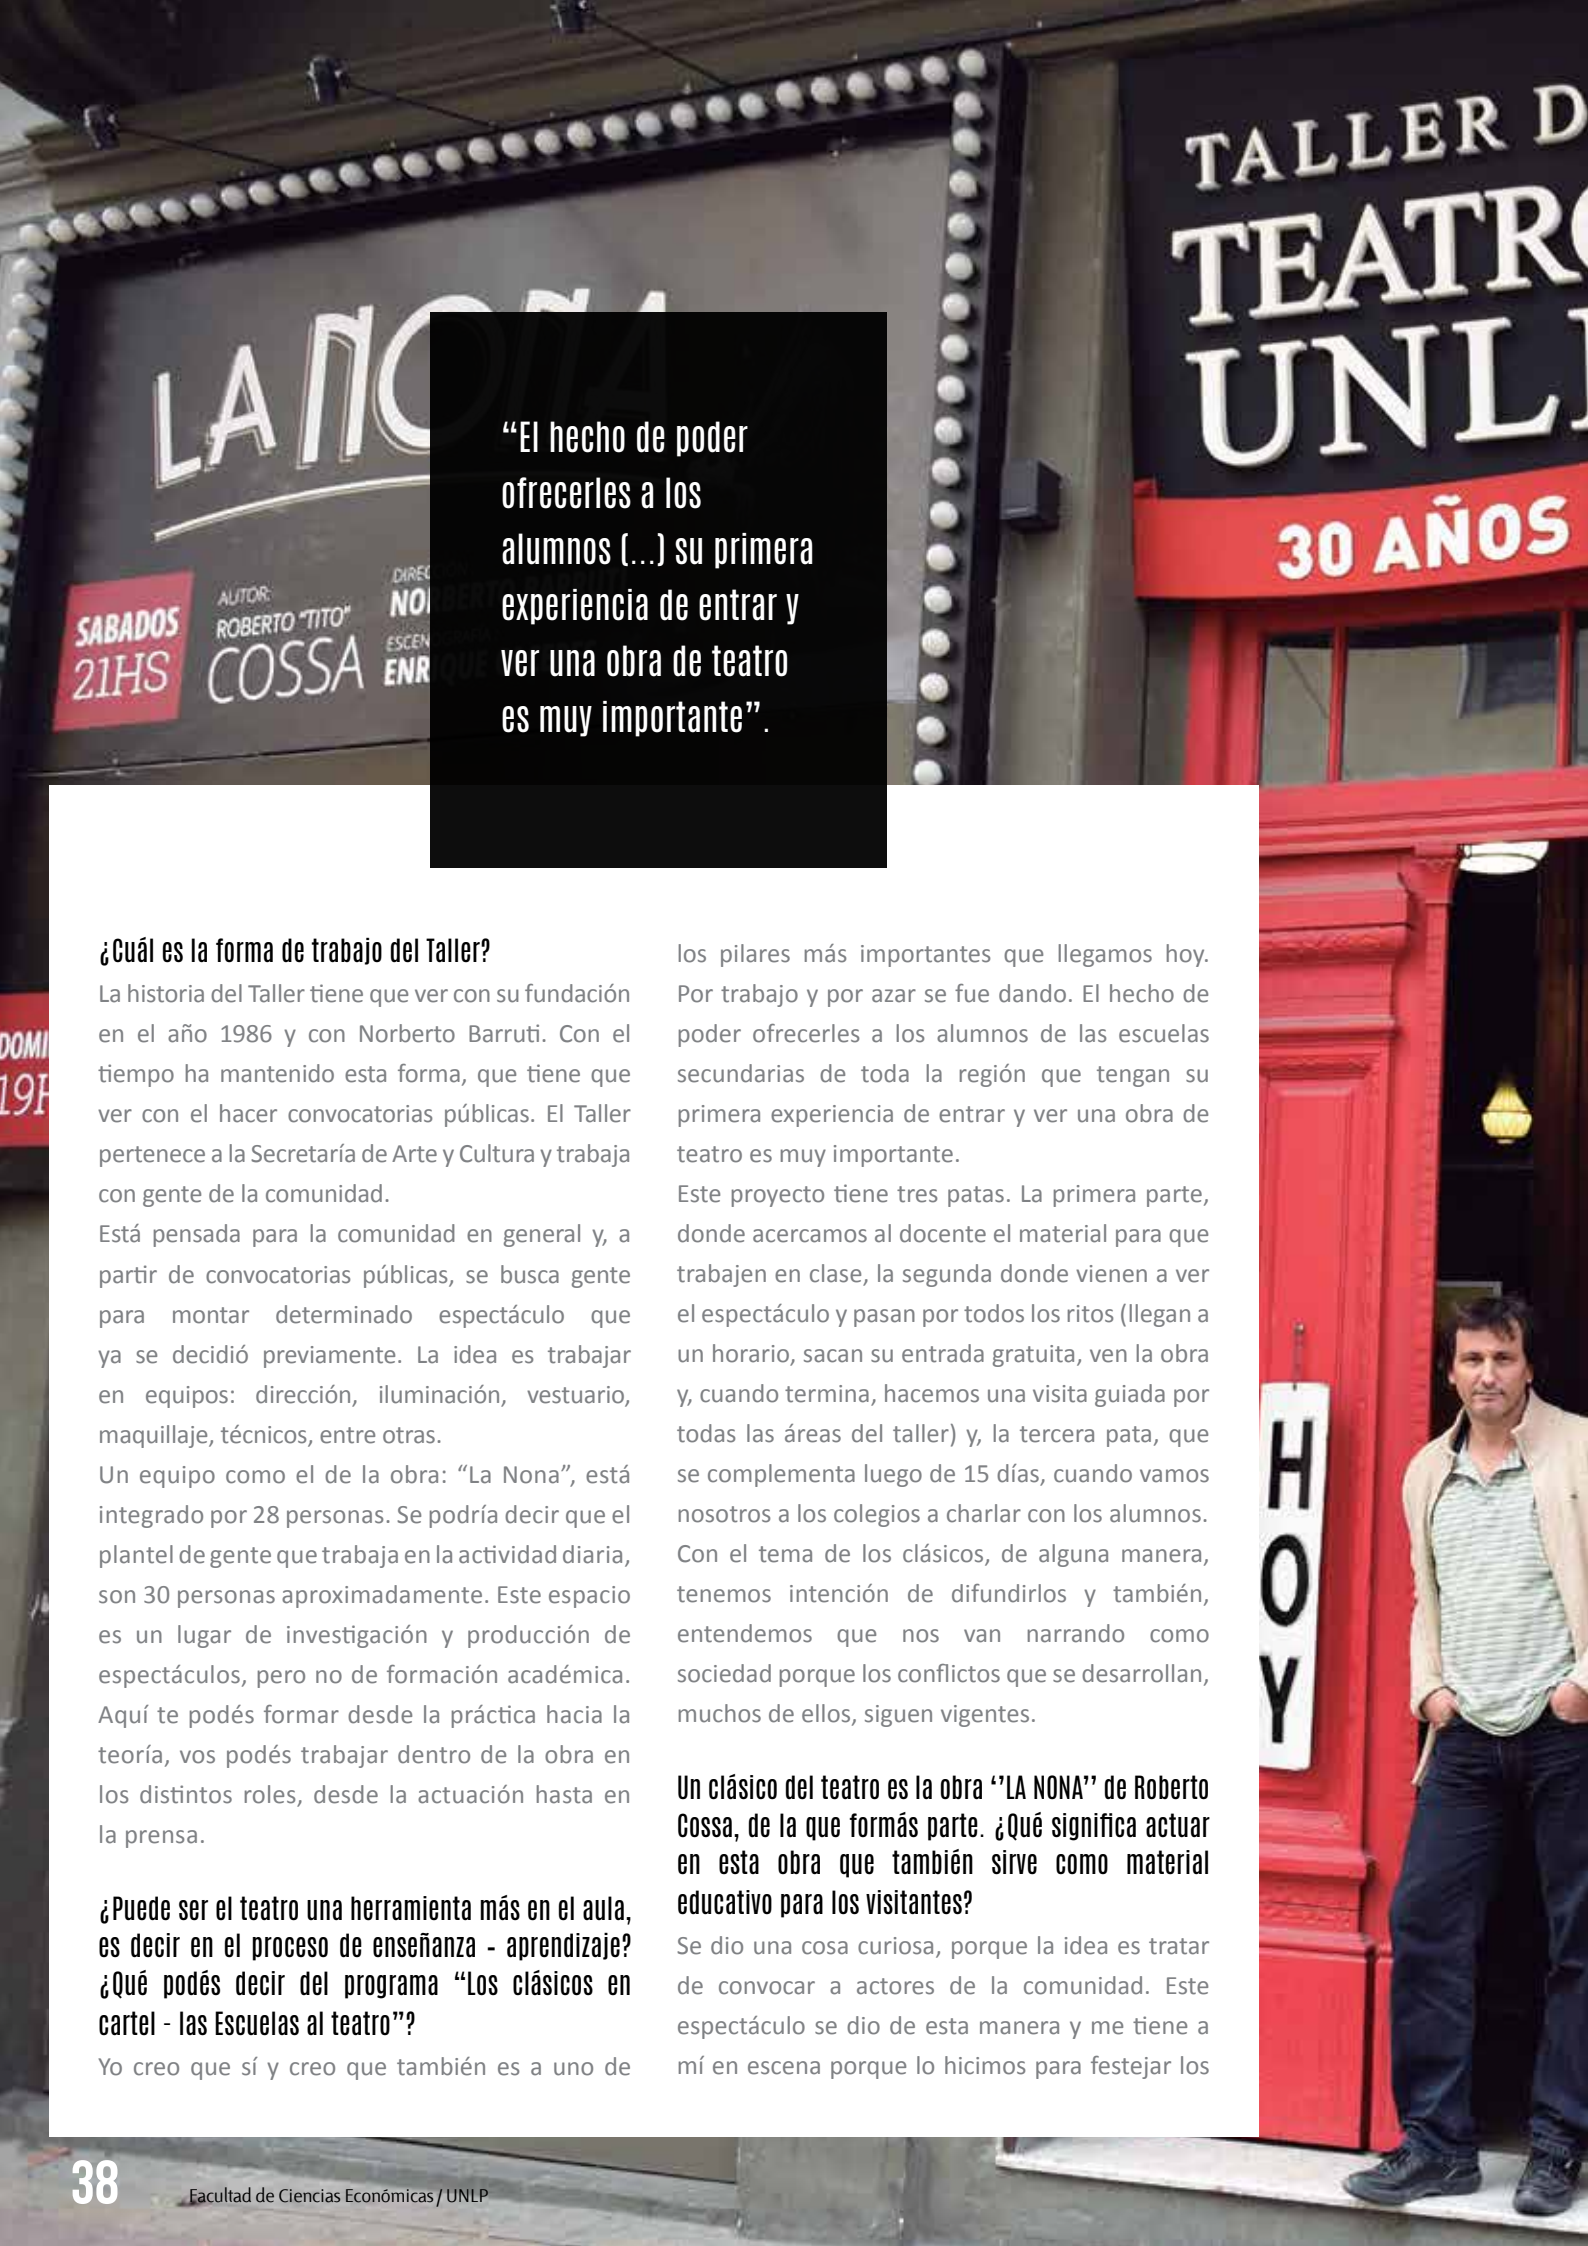 TALLER D
TEATRO
UNL
30 AÑOS
LA NONA
SABADOS
21HS
AUTOR:
ROBERTO "TITO"
COSSA
DIRECCIÓN
NORBERTO BARRUTI
ESCENOGRAFIA
ENRIQUE
“El hecho de poder
ofrecerles a los
alumnos (...) su primera
experiencia de entrar y
ver una obra de teatro
es muy importante”.
DOMI
19H
¿Cuál es la forma de trabajo del Taller?
La historia del Taller tiene que ver con su fundación
en el año 1986 y con Norberto Barruti. Con el
tiempo ha mantenido esta forma, que tiene que
ver con el hacer convocatorias públicas. El Taller
pertenece a la Secretaría de Arte y Cultura y trabaja
con gente de la comunidad.
Está pensada para la comunidad en general y, a
partir de convocatorias públicas, se busca gente
para montar determinado espectáculo que
ya se decidió previamente. La idea es trabajar
en equipos: dirección, iluminación, vestuario,
maquillaje, técnicos, entre otras.
Un equipo como el de la obra: “La Nona”, está
integrado por 28 personas. Se podría decir que el
plantel de gente que trabaja en la actividad diaria,
son 30 personas aproximadamente. Este espacio
es un lugar de investigación y producción de
espectáculos, pero no de formación académica.
Aquí te podés formar desde la práctica hacia la
teoría, vos podés trabajar dentro de la obra en
los distintos roles, desde la actuación hasta en
la prensa.
¿Puede ser el teatro una herramienta más en el aula,
es decir en el proceso de enseñanza - aprendizaje?
¿Qué podés decir del programa “Los clásicos en
cartel - las Escuelas al teatro”?
Yo creo que sí y creo que también es a uno de
los pilares más importantes que llegamos hoy.
Por trabajo y por azar se fue dando. El hecho de
poder ofrecerles a los alumnos de las escuelas
secundarias de toda la región que tengan su
primera experiencia de entrar y ver una obra de
teatro es muy importante.
Este proyecto tiene tres patas. La primera parte,
donde acercamos al docente el material para que
trabajen en clase, la segunda donde vienen a ver
el espectáculo y pasan por todos los ritos (llegan a
un horario, sacan su entrada gratuita, ven la obra
y, cuando termina, hacemos una visita guiada por
todas las áreas del taller) y, la tercera pata, que
se complementa luego de 15 días, cuando vamos
nosotros a los colegios a charlar con los alumnos.
Con el tema de los clásicos, de alguna manera,
tenemos intención de difundirlos y también,
entendemos que nos van narrando como
sociedad porque los conflictos que se desarrollan,
muchos de ellos, siguen vigentes.
Un clásico del teatro es la obra ‘’LA NONA’’ de Roberto
Cossa, de la que formás parte. ¿Qué significa actuar
en esta obra que también sirve como material
educativo para los visitantes?
Se dio una cosa curiosa, porque la idea es tratar
de convocar a actores de la comunidad. Este
espectáculo se dio de esta manera y me tiene a
mí en escena porque lo hicimos para festejar los
HOY
38
Facultad de Ciencias Económicas / UNLP